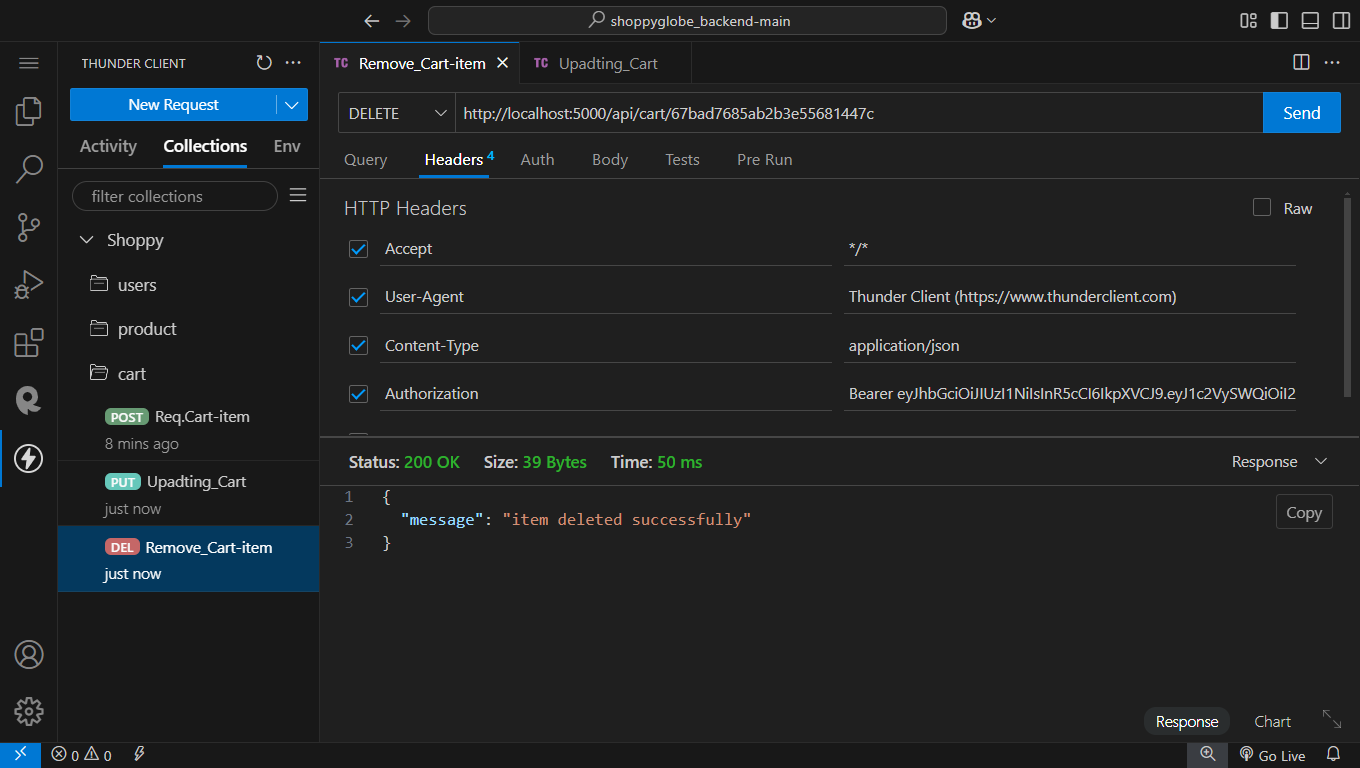 shoppyglobe_backend-main
THUNDER CLIENT
New Request
Activity Collections Env
filter collections
Shoppy
users
product
cart
POST Req.Cart-item
8 mins ago
PUT Upadting_Cart
just now
DEL Remove_Cart-item
just now
TC Remove_Cart-item
TC Upadting_Cart
DELETE http://localhost:5000/api/cart/67bad7685ab2b3e55681447c Send
Query Headers 4 Auth Body Tests Pre Run
HTTP Headers Raw
Accept */*
User-Agent Thunder Client (https://www.thunderclient.com)
Content-Type application/json
Authorization Bearer eyJhbGciOiJIUzI1NiIsInR5cCI6IkpXVCJ9.eyJ1c2VySWQiOiI2
Status: 200 OK Size: 39 Bytes Time: 50 ms Response
1 {
2 "message": "item deleted successfully"
3 }
Copy
Response Chart
0 0 Go Live